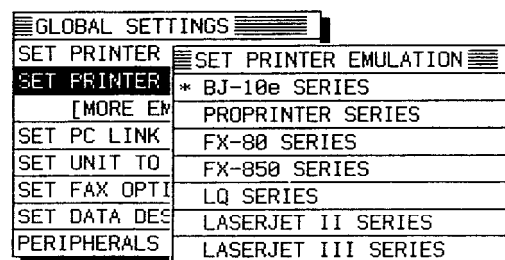 GLOBAL SETTINGS
SET PRINTER
SET PRINTER
[MORE EM
SET PC LINK
SET UNIT TO
SET FAX OPTI
SET DATA DES
PERIPHERALS
SET PRINTER EMULATION
* BJ-10e SERIES
PROPRINTER SERIES
FX-80 SERIES
FX-850 SERIES
LQ SERIES
LASERJET II SERIES
LASERJET III SERIES